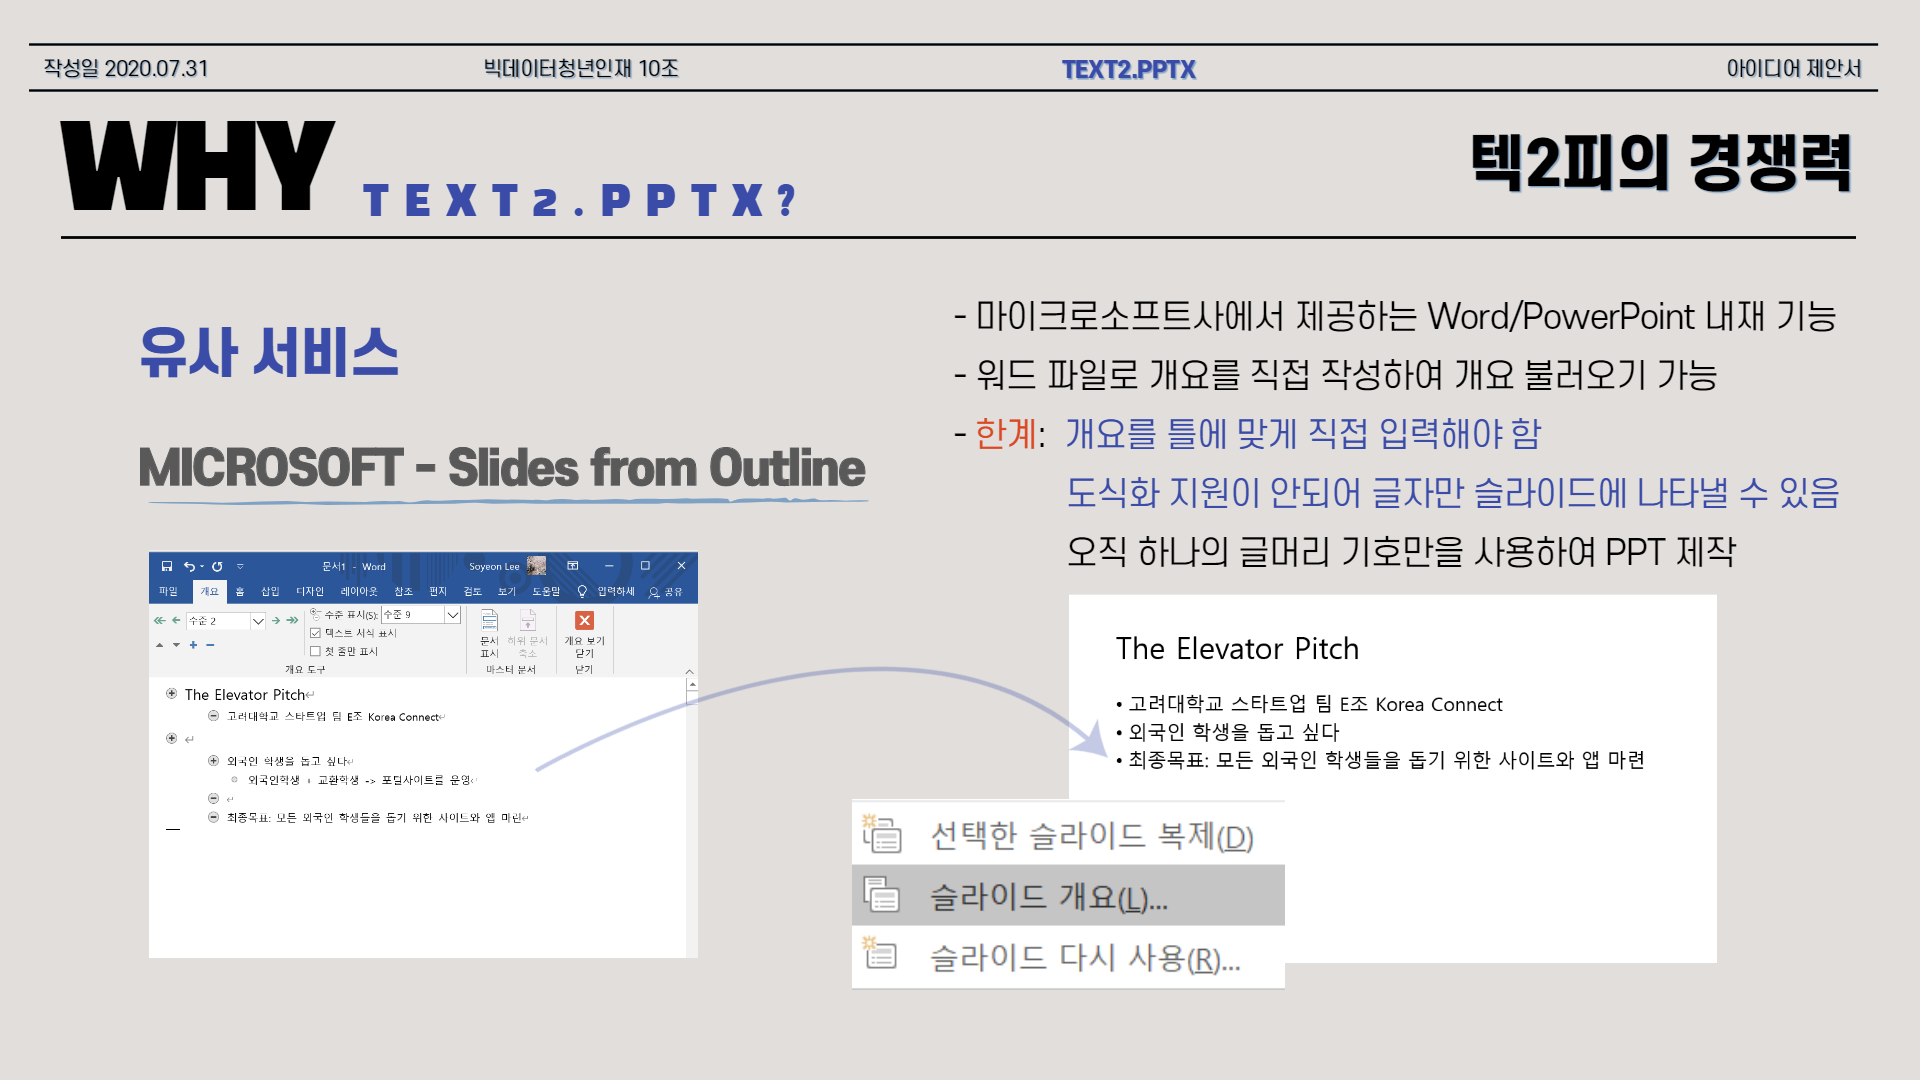 작성일 2020.07.31
빅데이터청년인재 10조
TEXT2.PPTX
아이디어 제안서
WHY
TEXT2.PPTX?
텍2피의 경쟁력
유사 서비스
MICROSOFT - Slides from Outline
- 마이크로소프트사에서 제공하는 Word/PowerPoint 내재 기능
- 워드 파일로 개요를 직접 작성하여 개요 불러오기 가능
- 한계: 개요를 틀에 맞게 직접 입력해야 함
도식화 지원이 안되어 글자만 슬라이드에 나타낼 수 있음
오직 하나의 글머리 기호만을 사용하여 PPT 제작
문서1 - Word
Soyeon Lee
파일 개요 홈 삽입 디자인 레이아웃 참조 편지 검토 보기 도움말 입력하세 공유
수준 2
수준 표시(S): 수준 9
텍스트 서식 표시
첫 줄만 표시
개요 도구
문서 표시
하위 문서 축소
마스터 문서
개요 보기 닫기
닫기
The Elevator Pitch↵
고려대학교 스타트업 팀 E조 Korea Connect↵
↵
외국인 학생을 돕고 싶다↵
외국인학생 + 교환학생 -> 포털사이트를 운영↵
↵
최종목표: 모든 외국인 학생들을 돕기 위한 사이트와 앱 마련↵
The Elevator Pitch
• 고려대학교 스타트업 팀 E조 Korea Connect
• 외국인 학생을 돕고 싶다
• 최종목표: 모든 외국인 학생들을 돕기 위한 사이트와 앱 마련
선택한 슬라이드 복제(D)
슬라이드 개요(L)...
슬라이드 다시 사용(R)...